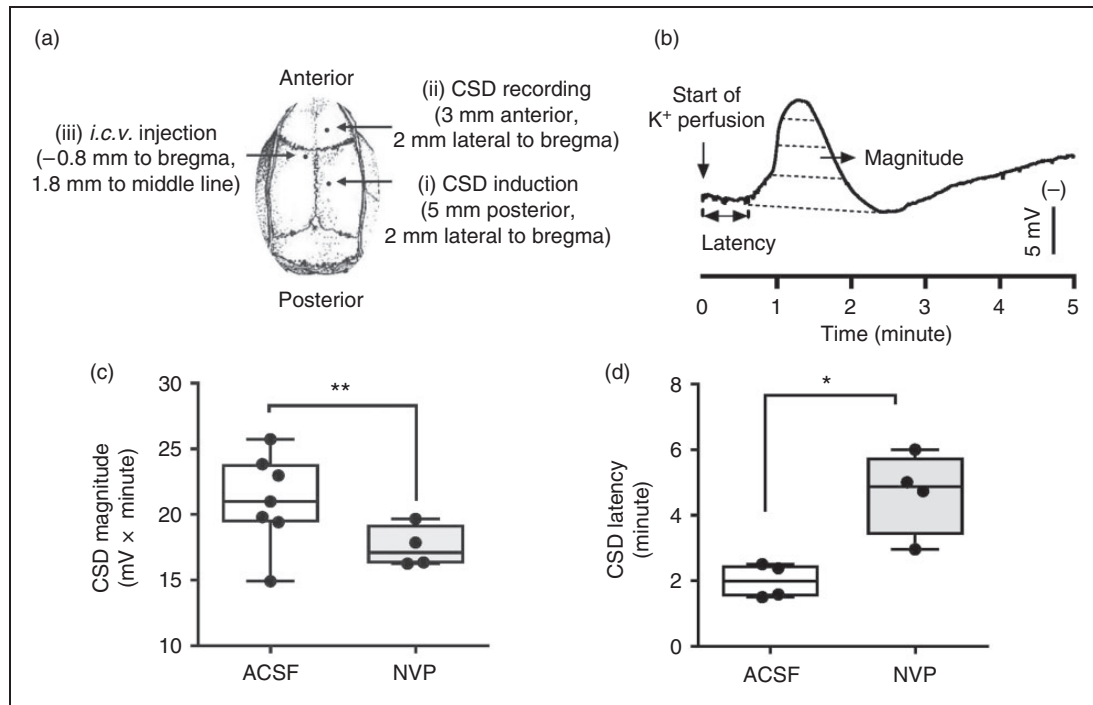 (a)
Anterior
(ii) CSD recording
(3 mm anterior,
2 mm lateral to bregma)
(iii) i.c.v. injection
(−0.8 mm to bregma,
1.8 mm to middle line)
(i) CSD induction
(5 mm posterior,
2 mm lateral to bregma)
Posterior
(b)
Start of
K+ perfusion
Magnitude
Latency
(−)
5 mV
0 1 2 3 4 5
Time (minute)
(c)
**
30
25
20
15
10
CSD magnitude
(mV × minute)
ACSF NVP
(d)
*
8
6
4
2
0
CSD latency
(minute)
ACSF NVP